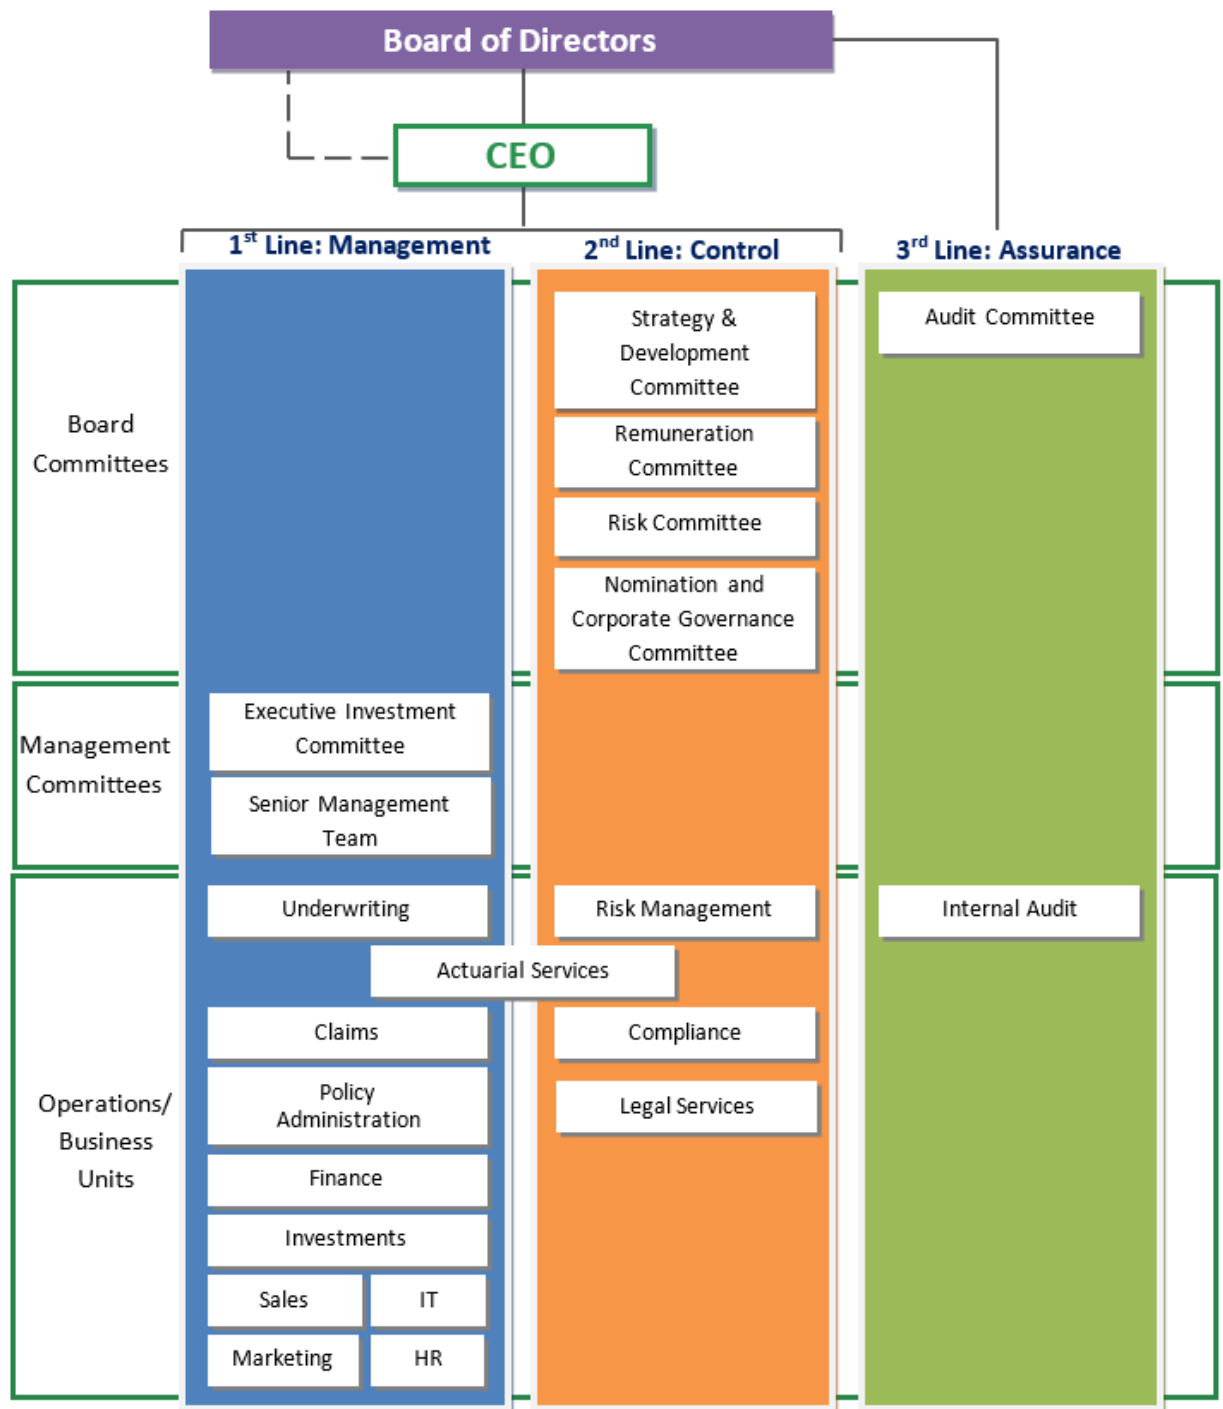 Board of Directors
CEO
1st Line: Management
2nd Line: Control
3rd Line: Assurance
Board
Committees
Strategy &
Development
Committee
Remuneration
Committee
Risk Committee
Nomination and
Corporate Governance
Committee
Audit Committee
Management
Committees
Executive Investment
Committee
Senior Management
Team
Operations/
Business
Units
Underwriting
Risk Management
Internal Audit
Actuarial Services
Claims
Compliance
Policy
Administration
Legal Services
Finance
Investments
Sales
IT
Marketing
HR